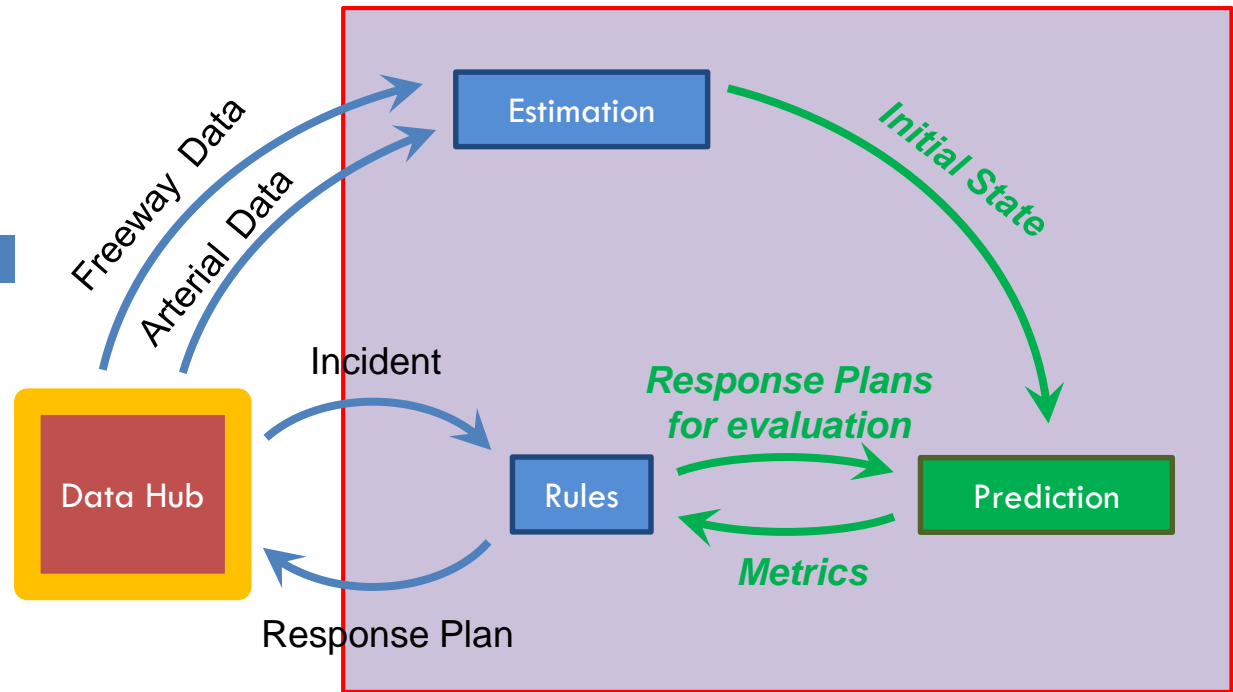 Estimation
Initial State
Freeway Data
Arterial Data
Incident
Response Plans
for evaluation
Data Hub
Rules
Prediction
Metrics
Response Plan